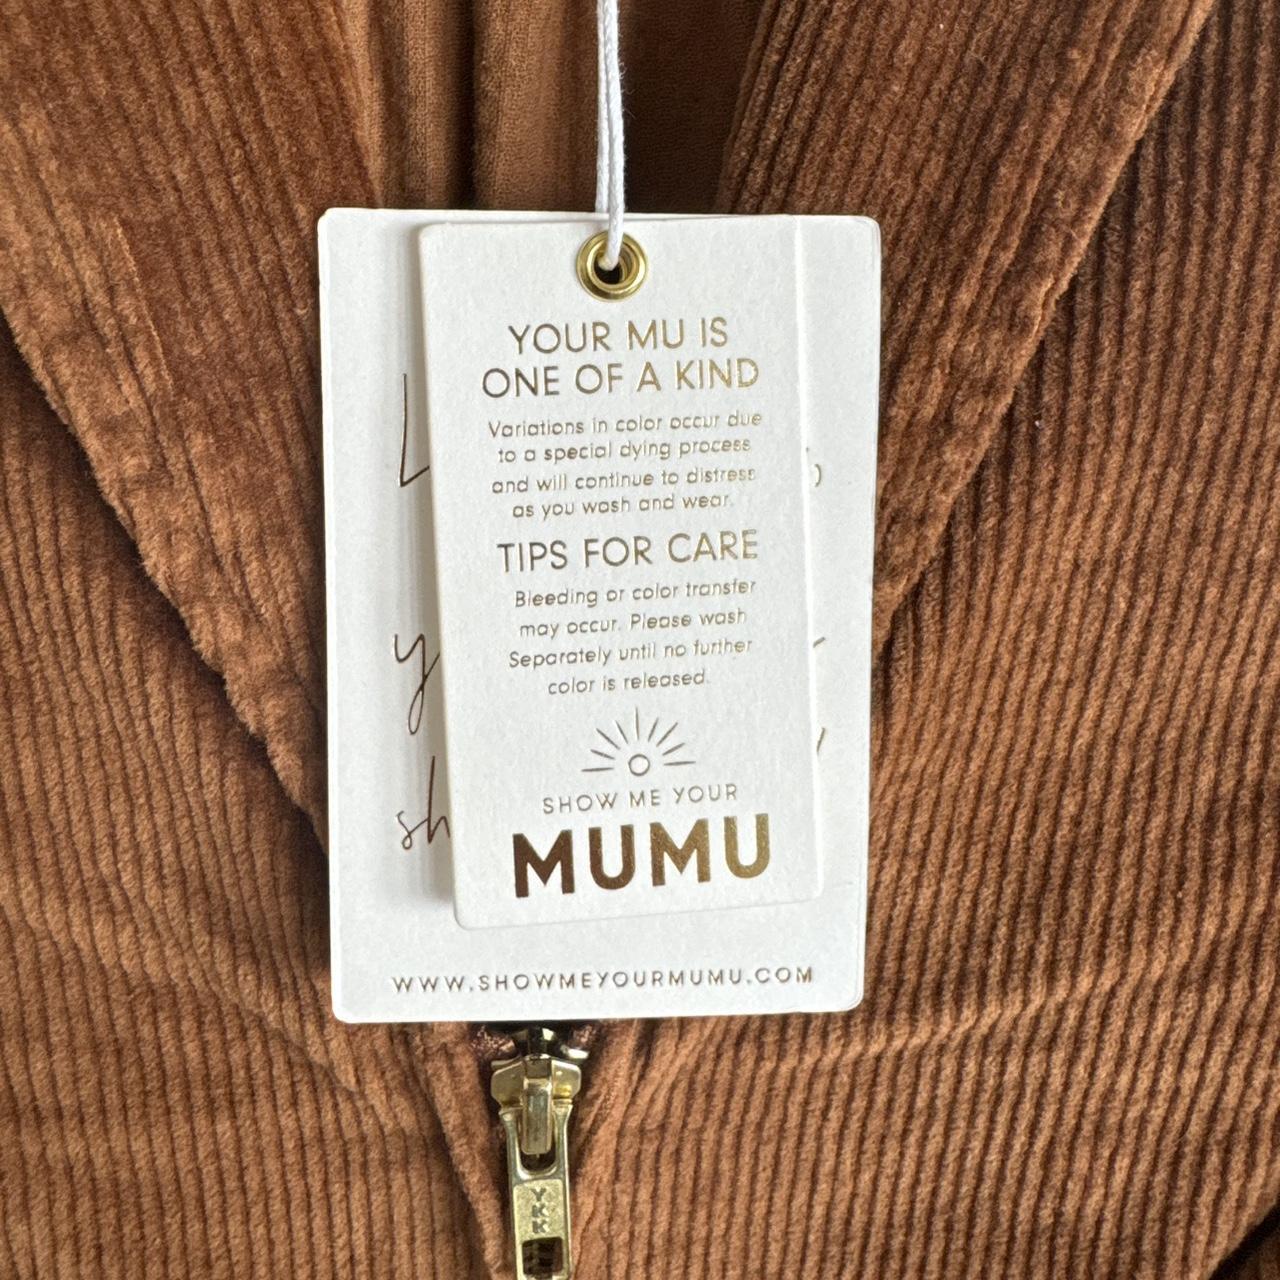 YOUR MU IS
ONE OF A KIND
Variations in color occur due
to a special dying process
and will continue to distress
as you wash and wear.
TIPS FOR CARE
Bleeding or color transfer
may occur. Please wash
Separately until no further
color is released.
SHOW ME YOUR
MUMU
WWW.SHOWMEYOURMUMU.COM
YKK